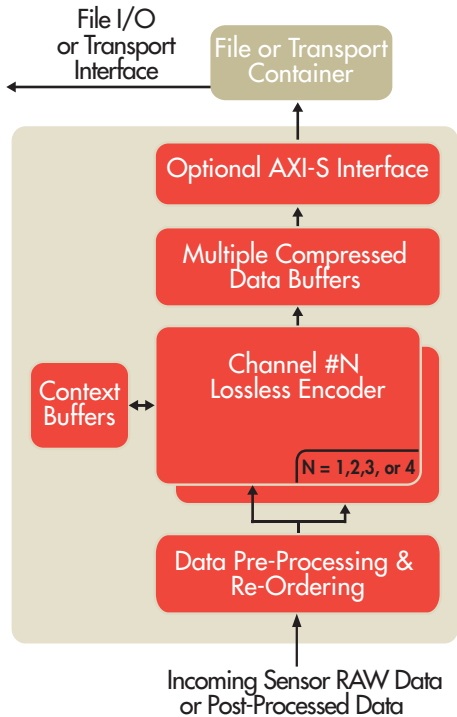 File I/O
or Transport
Interface
File or Transport
Container
Optional AXI-S Interface
Multiple Compressed
Data Buffers
Channel #N
Lossless Encoder
Context
Buffers
N = 1,2,3, or 4
Data Pre-Processing &
Re-Ordering
Incoming Sensor RAW Data
or Post-Processed Data